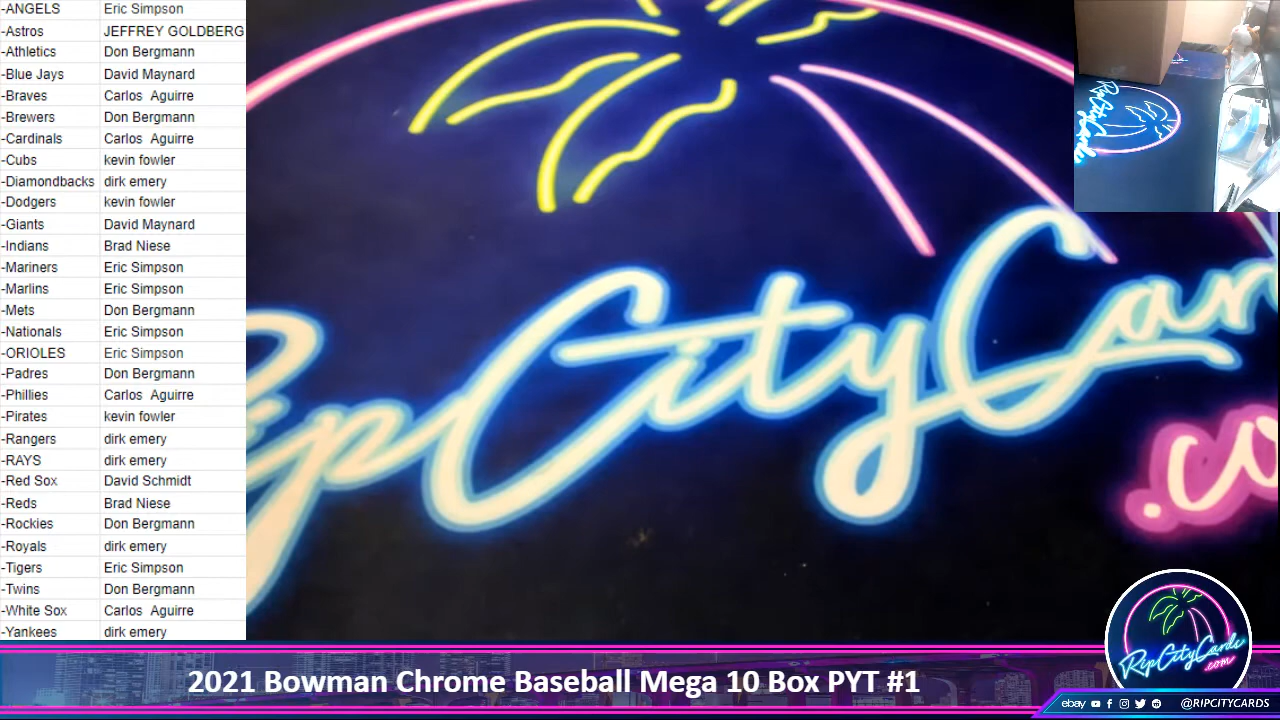 -ANGELS Eric Simpson
-Astros JEFFREY GOLDBERG
-Athletics Don Bergmann
-Blue Jays David Maynard
-Braves Carlos Aguirre
-Brewers Don Bergmann
-Cardinals Carlos Aguirre
-Cubs kevin fowler
-Diamondbacks dirk emery
-Dodgers kevin fowler
-Giants David Maynard
-Indians Brad Niese
-Mariners Eric Simpson
-Marlins Eric Simpson
-Mets Don Bergmann
-Nationals Eric Simpson
-ORIOLES Eric Simpson
-Padres Don Bergmann
-Phillies Carlos Aguirre
-Pirates kevin fowler
-Rangers dirk emery
-RAYS dirk emery
-Red Sox David Schmidt
-Reds Brad Niese
-Rockies Don Bergmann
-Royals dirk emery
-Tigers Eric Simpson
-Twins Don Bergmann
-White Sox Carlos Aguirre
-Yankees dirk emery
RipCityCar
.co
RipCityCards
2021 Bowman Chrome Baseball Mega 10 Box PYT #1
RipCityCards
.com
ebay @RIPCITYCARDS